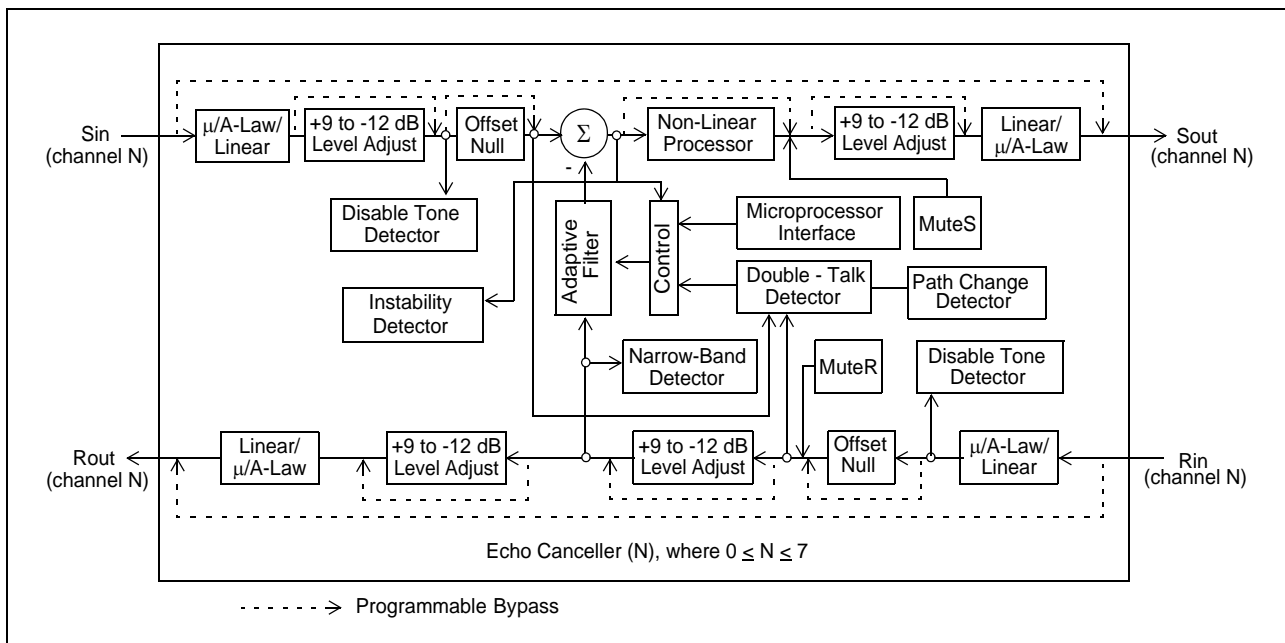 Sin
(channel N)
μ/A-Law/
Linear
+9 to -12 dB
Level Adjust
Offset
Null
Σ
-
Non-Linear
Processor
+9 to -12 dB
Level Adjust
Linear/
μ/A-Law
Sout
(channel N)
Disable Tone
Detector
Adaptive
Filter
Control
Microprocessor
Interface
MuteS
Instability
Detector
Double - Talk
Detector
Path Change
Detector
Narrow-Band
Detector
MuteR
Disable Tone
Detector
Rout
(channel N)
Linear/
μ/A-Law
+9 to -12 dB
Level Adjust
+9 to -12 dB
Level Adjust
Offset
Null
μ/A-Law/
Linear
Rin
(channel N)
Echo Canceller (N), where 0 ≤ N ≤ 7
Programmable Bypass